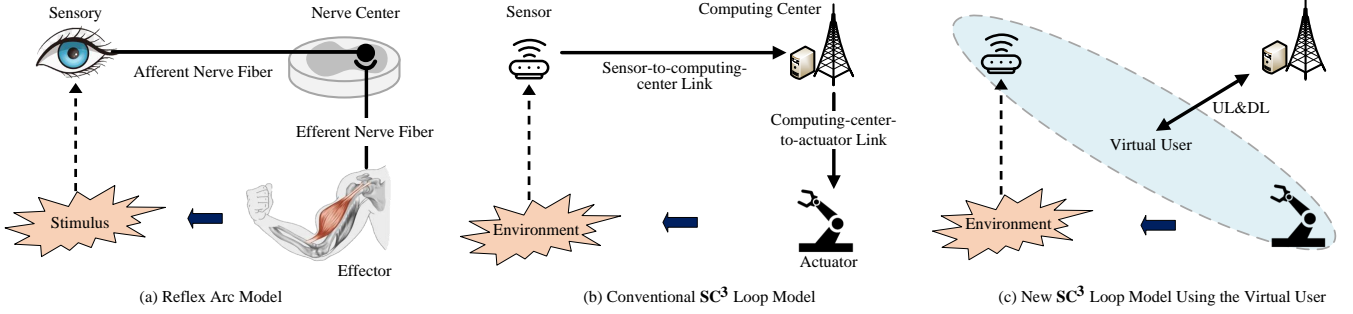 Sensory
Nerve Center
Afferent Nerve Fiber
Efferent Nerve Fiber
Stimulus
Effector
(a) Reflex Arc Model
Sensor
Computing Center
Sensor-to-computing-
center Link
Computing-center-
to-actuator Link
Environment
Actuator
(b) Conventional SC³ Loop Model
UL&DL
Virtual User
Environment
(c) New SC³ Loop Model Using the Virtual User